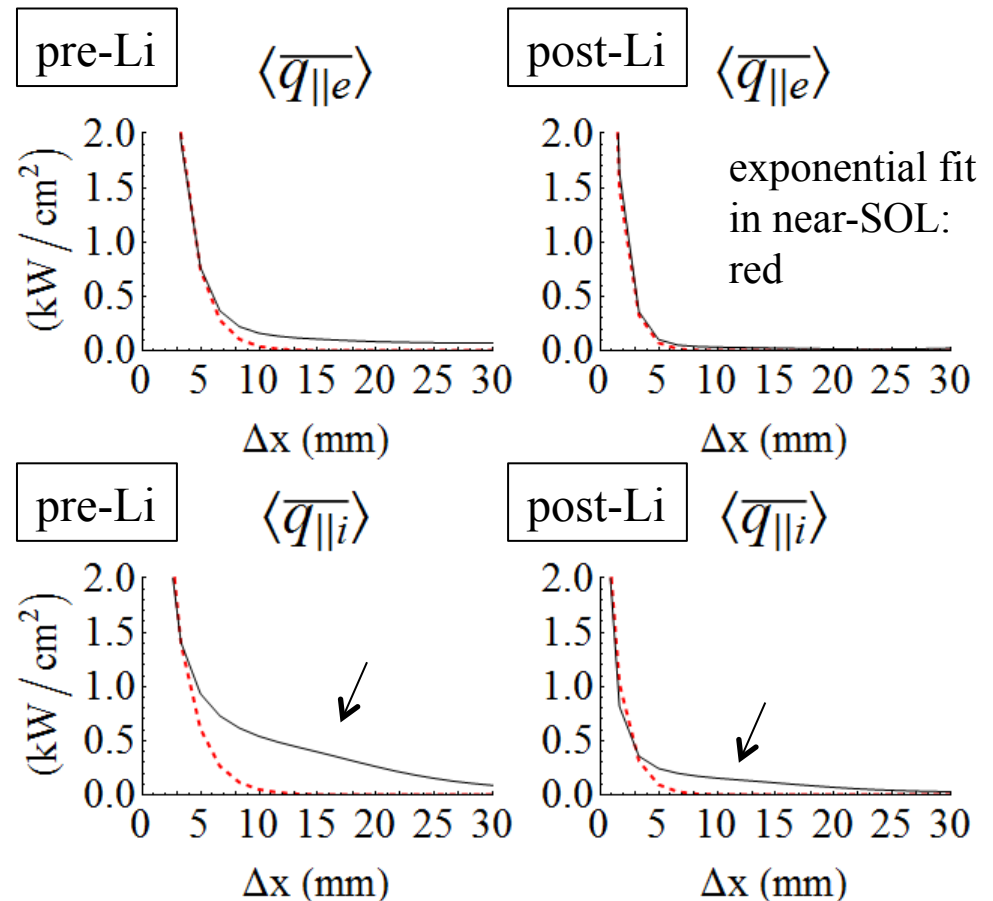 pre-Li
⟨q̅||e⟩
post-Li
⟨q̅||e⟩
(kW / cm²)
2.0
1.5
1.0
0.5
0.0
0 5 10 15 20 25 30
Δx (mm)
2.0
1.5
1.0
0.5
0.0
0 5 10 15 20 25 30
Δx (mm)
exponential fit
in near-SOL:
red
pre-Li
⟨q̅||i⟩
post-Li
⟨q̅||i⟩
(kW / cm²)
2.0
1.5
1.0
0.5
0.0
0 5 10 15 20 25 30
Δx (mm)
2.0
1.5
1.0
0.5
0.0
0 5 10 15 20 25 30
Δx (mm)